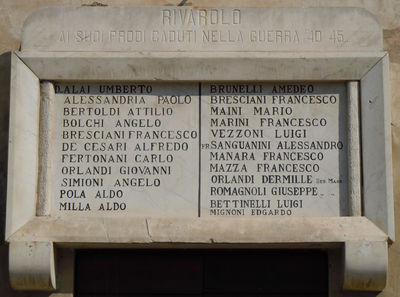 RIVAROLO
AI SUOI PRODI CADUTI NELLA GUERRA 40 45
DALAI UMBERTO
ALESSANDRIA PAOLO
BERTOLDI ATTILIO
BOLCHI ANGELO
BRESCIANI FRANCESCO
DE CESARI ALFREDO
FERTONANI CARLO
ORLANDI GIOVANNI
SIMIONI ANGELO
POLA ALDO
MILLA ALDO
BRUNELLI AMEDEO
BRESCIANI FRANCESCO
MAINI MARIO
MARINI FRANCESCO
VEZZONI LUIGI
SANGUANINI ALESSANDRO
MANARA FRANCESCO
MAZZA FRANCESCO
ORLANDI DERMILLE
ROMAGNOLI GIUSEPPE
BETTINELLI LUIGI
MIGNONI EDGARDO